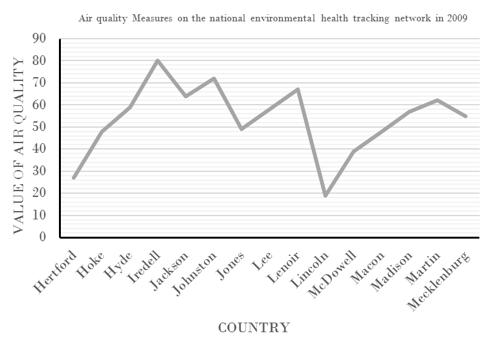 Air quality Measures on the national environmental health tracking network in 2009
90
80
70
60
50
40
30
20
10
0
VALUE OF AIR QUALITY
Hertford
Hoke
Hyde
Iredell
Jackson
Johnston
Jones
Lee
Lenoir
Lincoln
McDowell
Macon
Madison
Martin
Mecklenburg
COUNTRY